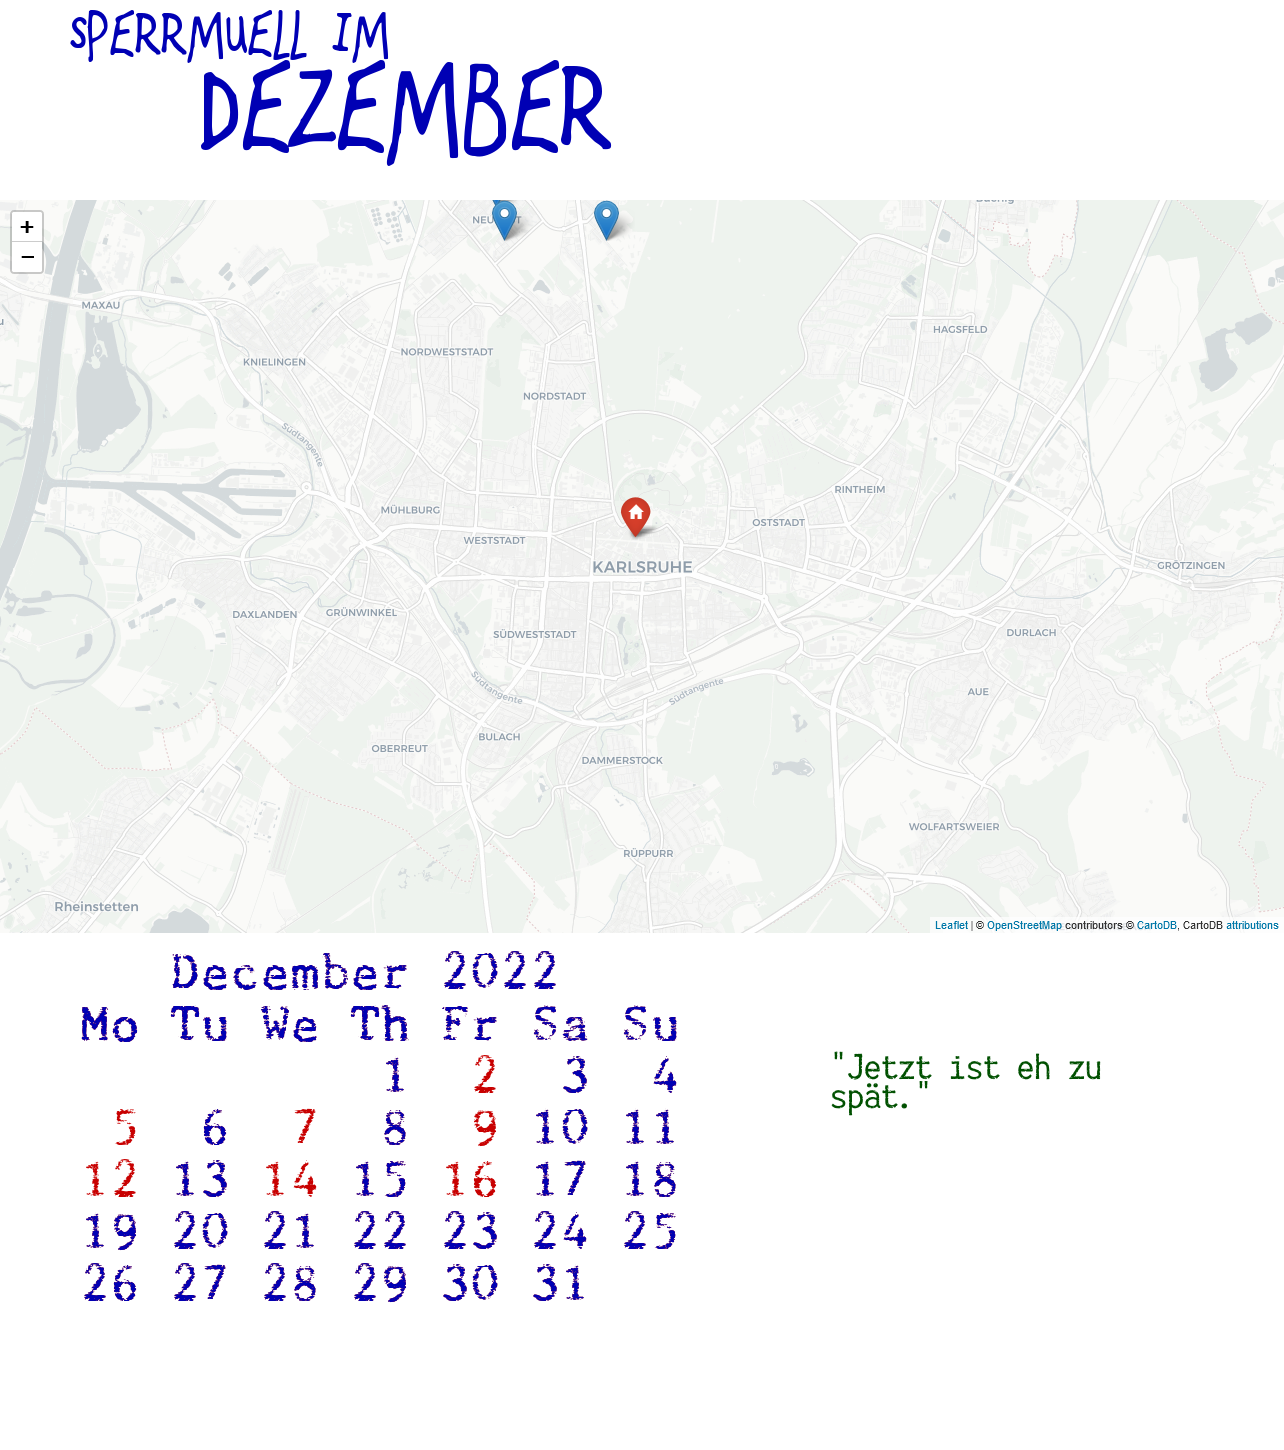 SPERRMUELL IM
DEZEMBER
+
−
MAXAU
KNIELINGEN
NORDWESTSTADT
NORDSTADT
HAGSFELD
Südtangente
MÜHLBURG
WESTSTADT
RINTHEIM
OSTSTADT
KARLSRUHE
GRÖTZINGEN
DAXLANDEN
GRÜNWINKEL
SÜDWESTSTADT
DURLACH
Südtangente
Südtangente
AUE
BULACH
OBERREUT
DAMMERSTOCK
WOLFARTSWEIER
RÜPPURR
Rheinstetten
Leaflet | © OpenStreetMap contributors © CartoDB, CartoDB attributions
December 2022
Mo Tu We Th Fr Sa Su
1 2 3 4
5 6 7 8 9 10 11
12 13 14 15 16 17 18
19 20 21 22 23 24 25
26 27 28 29 30 31
"Jetzt ist eh zu
spät."